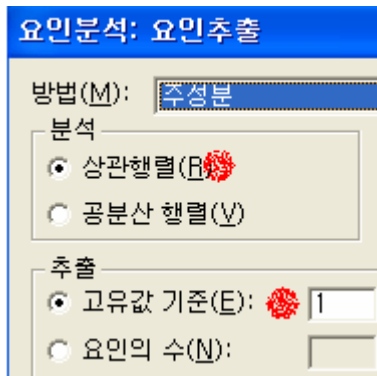 요인분석: 요인추출
방법(M): 주성분
분석
상관행렬(R)
공분산 행렬(V)
추출
고유값 기준(E): 1
요인의 수(N):